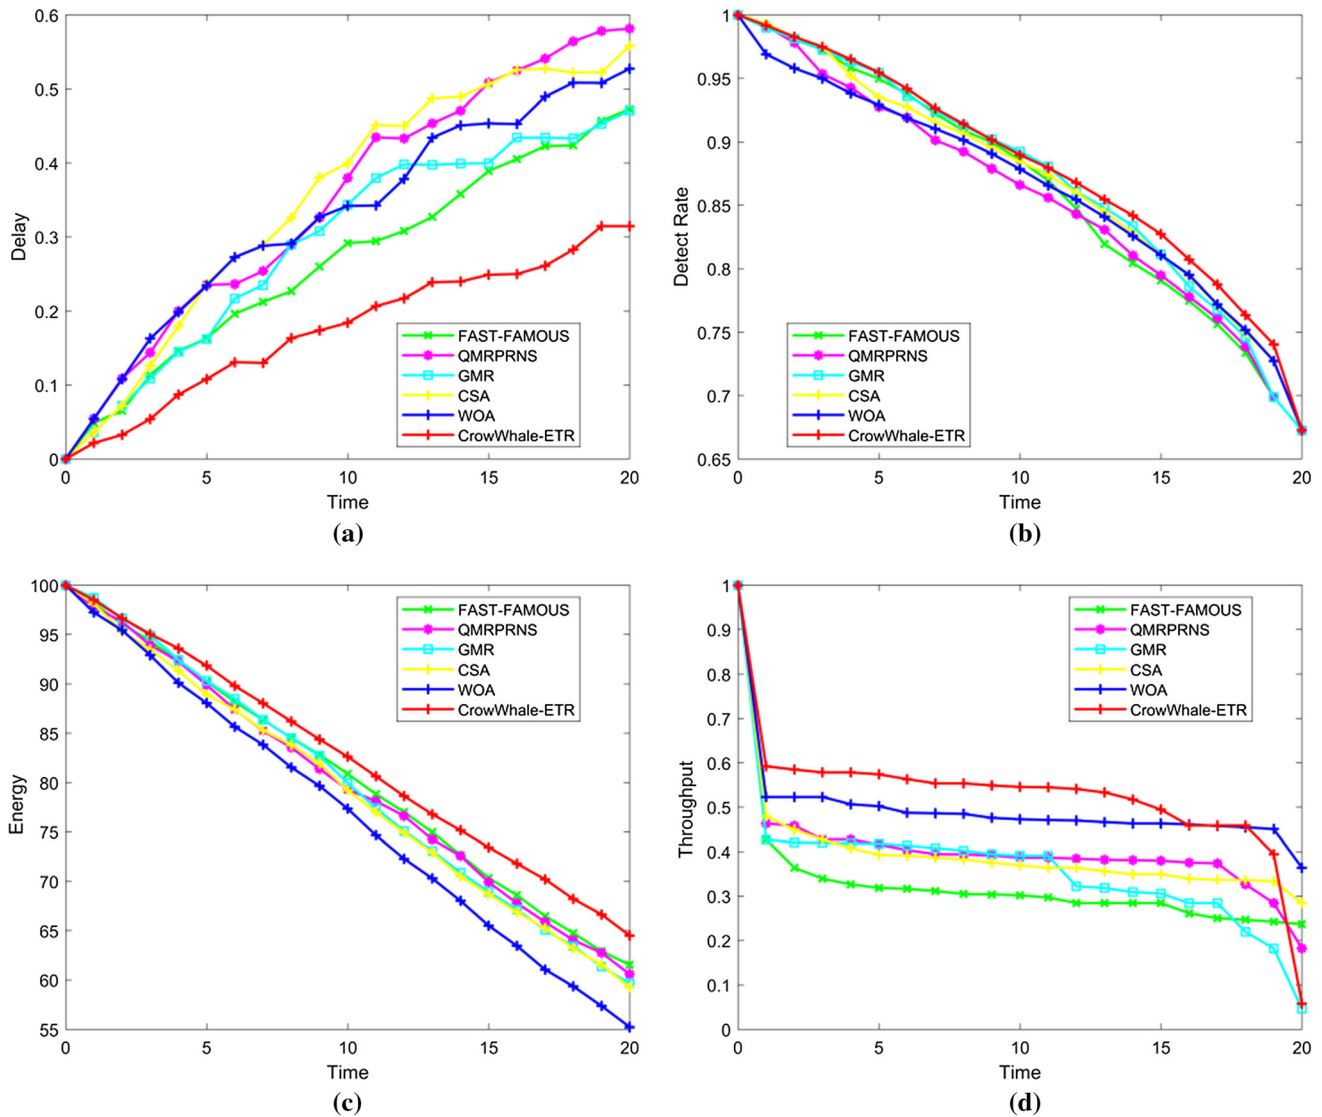 0.6
0.5
0.4
0.3
0.2
0.1
0
Delay
FAST-FAMOUS
QMRPRNS
GMR
CSA
WOA
CrowWhale-ETR
0 5 10 15 20
Time
(a)
1
0.95
0.9
0.85
0.8
0.75
0.7
0.65
Detect Rate
FAST-FAMOUS
QMRPRNS
GMR
CSA
WOA
CrowWhale-ETR
0 5 10 15 20
Time
(b)
100
95
90
85
80
75
70
65
60
55
Energy
FAST-FAMOUS
QMRPRNS
GMR
CSA
WOA
CrowWhale-ETR
0 5 10 15 20
Time
(c)
1
0.9
0.8
0.7
0.6
0.5
0.4
0.3
0.2
0.1
0
Throughput
FAST-FAMOUS
QMRPRNS
GMR
CSA
WOA
CrowWhale-ETR
0 5 10 15 20
Time
(d)